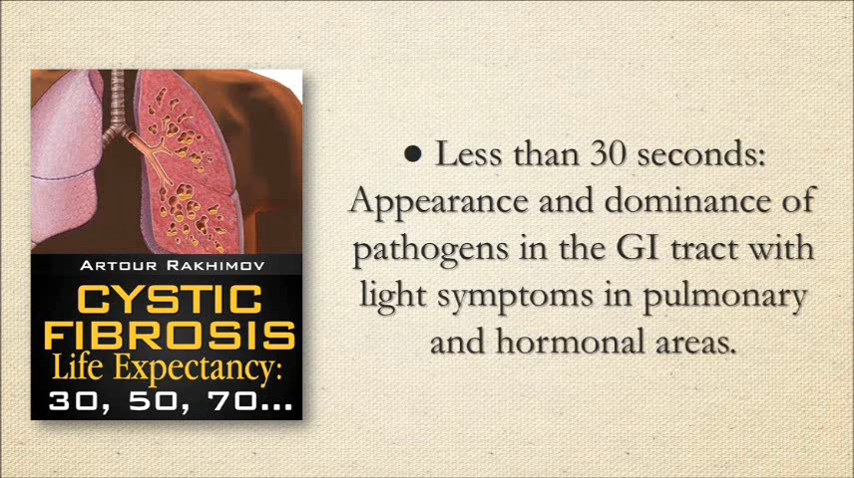 ARTOUR RAKHIMOV
CYSTIC
FIBROSIS
Life Expectancy:
30, 50, 70...
● Less than 30 seconds:
Appearance and dominance of
pathogens in the GI tract with
light symptoms in pulmonary
and hormonal areas.